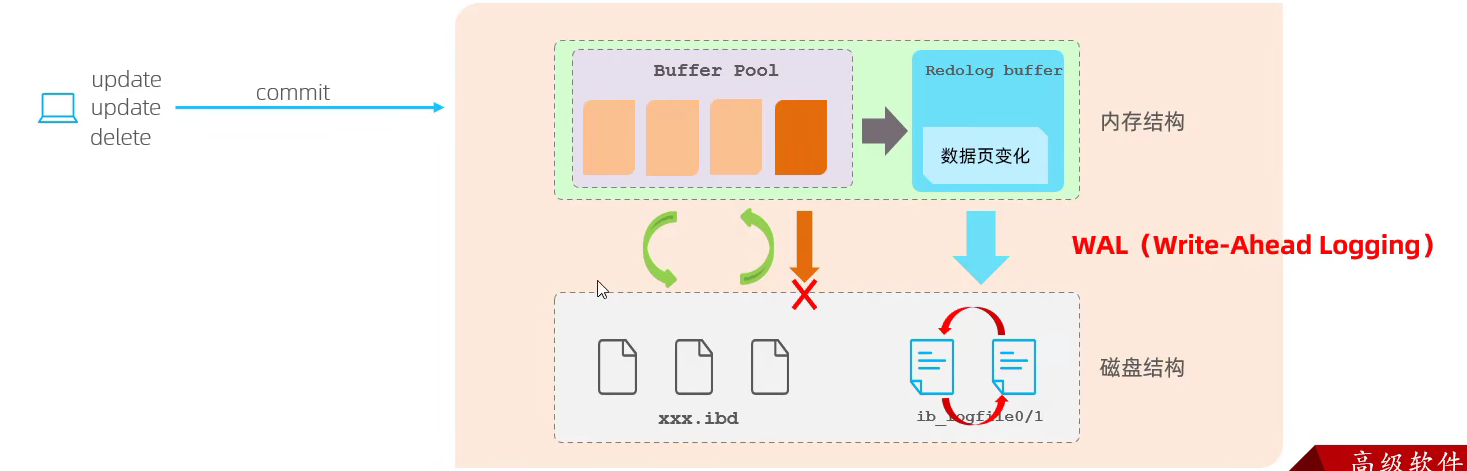 update
update
delete
commit
Buffer Pool
Redolog buffer
数据页变化
内存结构
WAL（Write-Ahead Logging）
xxx.ibd
ib_logfile0/1
磁盘结构
高级软件